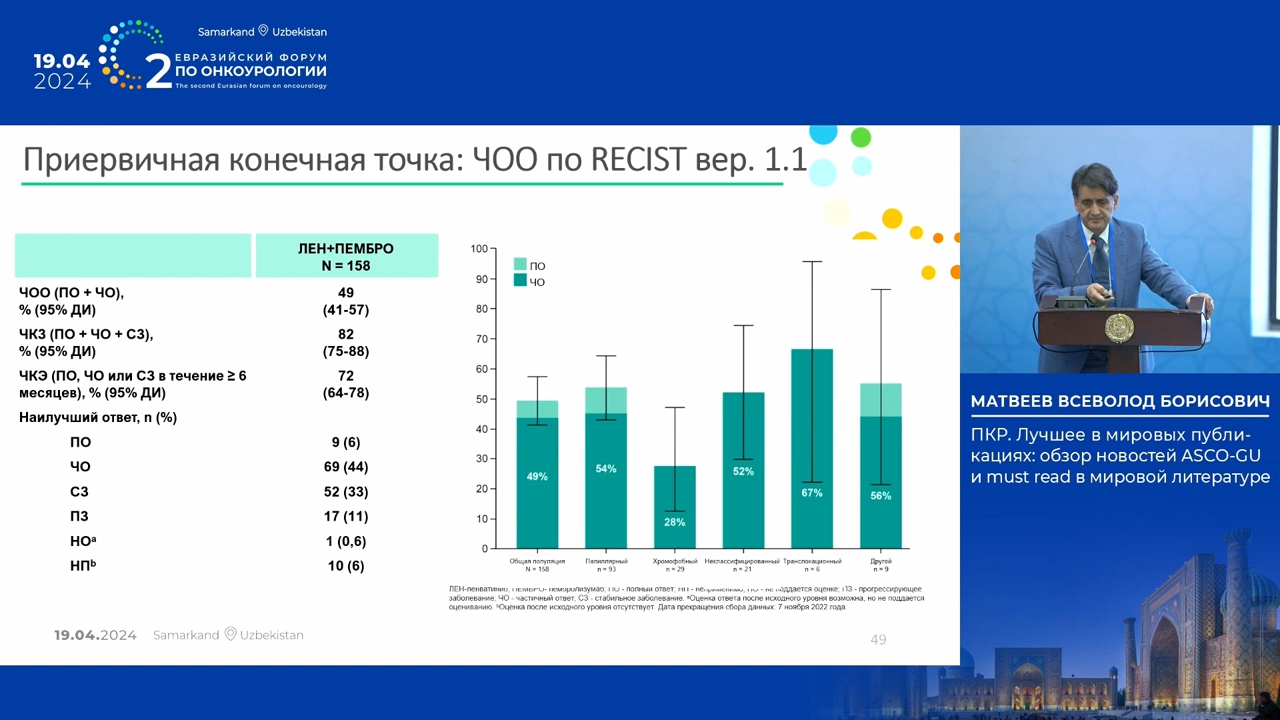 Samarkand Uzbekistan
19.04
2024
2
ЕВРАЗИЙСКИЙ ФОРУМ
ПО ОНКОУРОЛОГИИ
The second Eurasian forum on oncourology
Приервичная конечная точка: ЧОО по RECIST вер. 1.1
ЛЕН+ПЕМБРО
N = 158
ЧОО (ПО + ЧО),
% (95% ДИ)
49
(41-57)
ЧКЗ (ПО + ЧО + СЗ),
% (95% ДИ)
82
(75-88)
ЧКЭ (ПО, ЧО или СЗ в течение ≥ 6
месяцев), % (95% ДИ)
72
(64-78)
Наилучший ответ, n (%)
ПО 9 (6)
ЧО 69 (44)
СЗ 52 (33)
ПЗ 17 (11)
НОª 1 (0,6)
НПᵇ 10 (6)
100
90
80
70
60
50
40
30
20
10
0
ПО
ЧО
49%
54%
28%
52%
67%
56%
Общая популяция
N = 158
Папиллярный
n = 93
Хромофобный
n = 29
Неклассифицированный
n = 21
Транслокационный
n = 6
Другой
n = 9
ЛЕН-ленватиниб; ПЕМБРО- пембролизумаб; ПО - полный ответ; НП - неприменимо; ПО - не поддается оценке; ПЗ - прогрессирующее
заболевание; ЧО - частичный ответ; СЗ - стабильное заболевание. ªОценка ответа после исходного уровня возможна, но не поддается
оцениванию. ᵇОценка после исходного уровня отсутствует. Дата прекращения сбора данных: 7 ноября 2022 года.
19.04.2024 Samarkand Uzbekistan
49
МАТВЕЕВ ВСЕВОЛОД БОРИСОВИЧ
ПКР. Лучшее в мировых публи-
кациях: обзор новостей ASCO-GU
и must read в мировой литературе